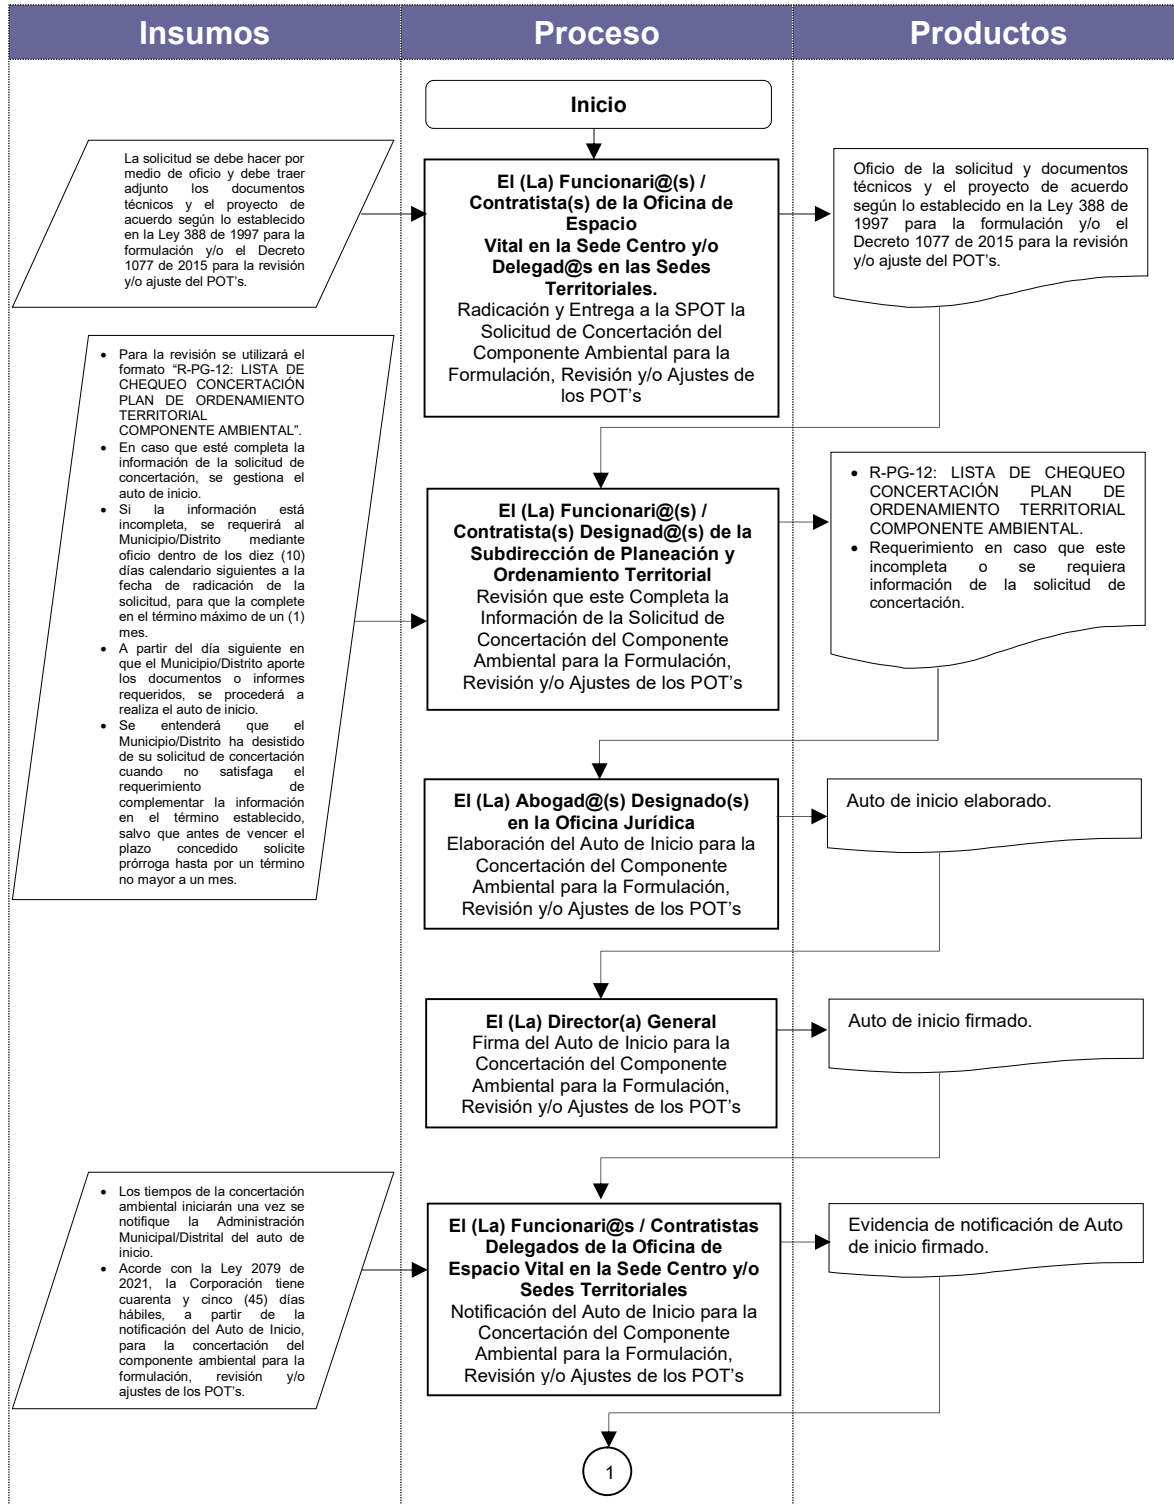 Insumos
Proceso
Productos
Inicio
La solicitud se debe hacer por
medio de oficio y debe traer
adjunto los documentos
técnicos y el proyecto de
acuerdo según lo establecido
en la Ley 388 de 1997 para la
formulación y/o el Decreto
1077 de 2015 para la revisión
y/o ajuste del POT's.
El (La) Funcionari@(s) /
Contratista(s) de la Oficina de
Espacio
Vital en la Sede Centro y/o
Delegad@s en las Sedes
Territoriales.
Radicación y Entrega a la SPOT la
Solicitud de Concertación del
Componente Ambiental para la
Formulación, Revisión y/o Ajustes de
los POT's
Oficio de la solicitud y documentos
técnicos y el proyecto de acuerdo
según lo establecido en la Ley 388 de
1997 para la formulación y/o el
Decreto 1077 de 2015 para la revisión
y/o ajuste del POT's.
• Para la revisión se utilizará el
formato “R-PG-12: LISTA DE
CHEQUEO CONCERTACIÓN
PLAN DE ORDENAMIENTO
TERRITORIAL
COMPONENTE AMBIENTAL”.
• En caso que esté completa la
información de la solicitud de
concertación, se gestiona el
auto de inicio.
• Si la información está
incompleta, se requerirá al
Municipio/Distrito mediante
oficio dentro de los diez (10)
días calendario siguientes a la
fecha de radicación de la
solicitud, para que la complete
en el término máximo de un (1)
mes.
• A partir del día siguiente en
que el Municipio/Distrito aporte
los documentos o informes
requeridos, se procederá a
realiza el auto de inicio.
• Se entenderá que el
Municipio/Distrito ha desistido
de su solicitud de concertación
cuando no satisfaga el
requerimiento de
complementar la información
en el término establecido,
salvo que antes de vencer el
plazo concedido solicite
prórroga hasta por un término
no mayor a un mes.
El (La) Funcionari@(s) /
Contratista(s) Designad@(s) de la
Subdirección de Planeación y
Ordenamiento Territorial
Revisión que este Completa la
Información de la Solicitud de
Concertación del Componente
Ambiental para la Formulación,
Revisión y/o Ajustes de los POT's
• R-PG-12: LISTA DE CHEQUEO
CONCERTACIÓN PLAN DE
ORDENAMIENTO TERRITORIAL
COMPONENTE AMBIENTAL.
• Requerimiento en caso que este
incompleta o se requiera
información de la solicitud de
concertación.
El (La) Abogad@(s) Designado(s)
en la Oficina Jurídica
Elaboración del Auto de Inicio para la
Concertación del Componente
Ambiental para la Formulación,
Revisión y/o Ajustes de los POT's
Auto de inicio elaborado.
El (La) Director(a) General
Firma del Auto de Inicio para la
Concertación del Componente
Ambiental para la Formulación,
Revisión y/o Ajustes de los POT's
Auto de inicio firmado.
• Los tiempos de la concertación
ambiental iniciarán una vez se
notifique la Administración
Municipal/Distrital del auto de
inicio.
• Acorde con la Ley 2079 de
2021, la Corporación tiene
cuarenta y cinco (45) días
hábiles, a partir de la
notificación del Auto de Inicio,
para la concertación del
componente ambiental para la
formulación, revisión y/o
ajustes de los POT's.
El (La) Funcionari@s / Contratistas
Delegados de la Oficina de
Espacio Vital en la Sede Centro y/o
Sedes Territoriales
Notificación del Auto de Inicio para la
Concertación del Componente
Ambiental para la Formulación,
Revisión y/o Ajustes de los POT's
Evidencia de notificación de Auto
de inicio firmado.
1